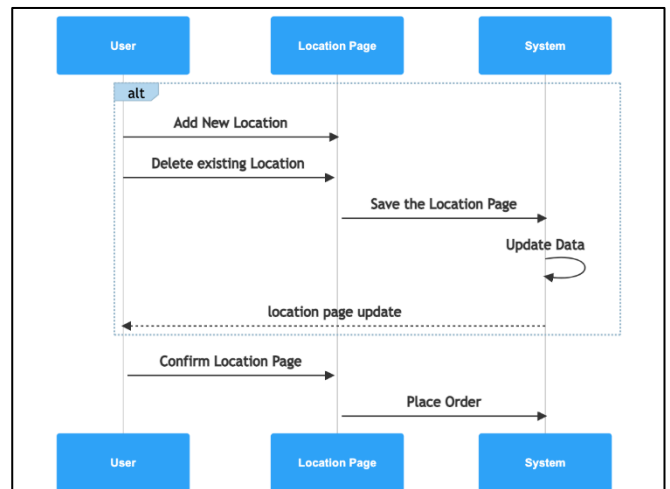 User
Location Page
System
alt
Add New Location
Delete existing Location
Save the Location Page
Update Data
location page update
Confirm Location Page
Place Order
User
Location Page
System